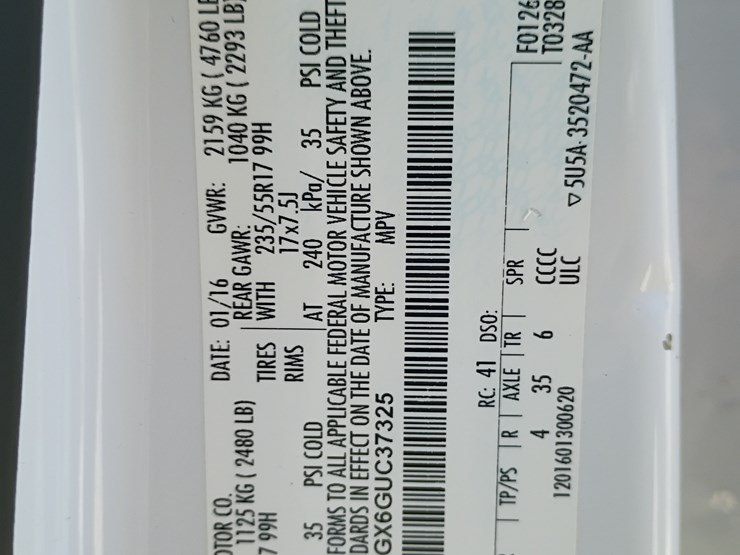 OTOR CO. DATE: 01/16 GVWR: 2159 KG ( 4760 LB
1125 KG ( 2480 LB) REAR GAWR: 1040 KG ( 2293 LB)
7 99H TIRES WITH 235/55R17 99H
RIMS 17x7.5J
35 PSI COLD AT 240 kPa/ 35 PSI COLD
FORMS TO ALL APPLICABLE FEDERAL MOTOR VEHICLE SAFETY AND THEFT
DARDS IN EFFECT ON THE DATE OF MANUFACTURE SHOWN ABOVE.
GX6GUC37325 TYPE: MPV
RC: 41 DSO:
TP/PS R AXLE TR SPR F0126
4 35 6 CCCC T0328
1201601300620 ULC ▽ 5U5A-3520472-AA